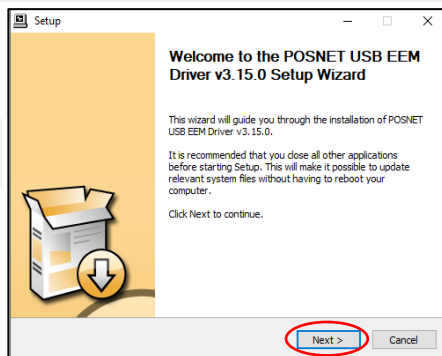 Setup
Welcome to the POSNET USB EEM
Driver v3.15.0 Setup Wizard
This wizard will guide you through the installation of POSNET
USB EEM Driver v3.15.0.
It is recommended that you close all other applications
before starting Setup. This will make it possible to update
relevant system files without having to reboot your
computer.
Click Next to continue.
Next >
Cancel